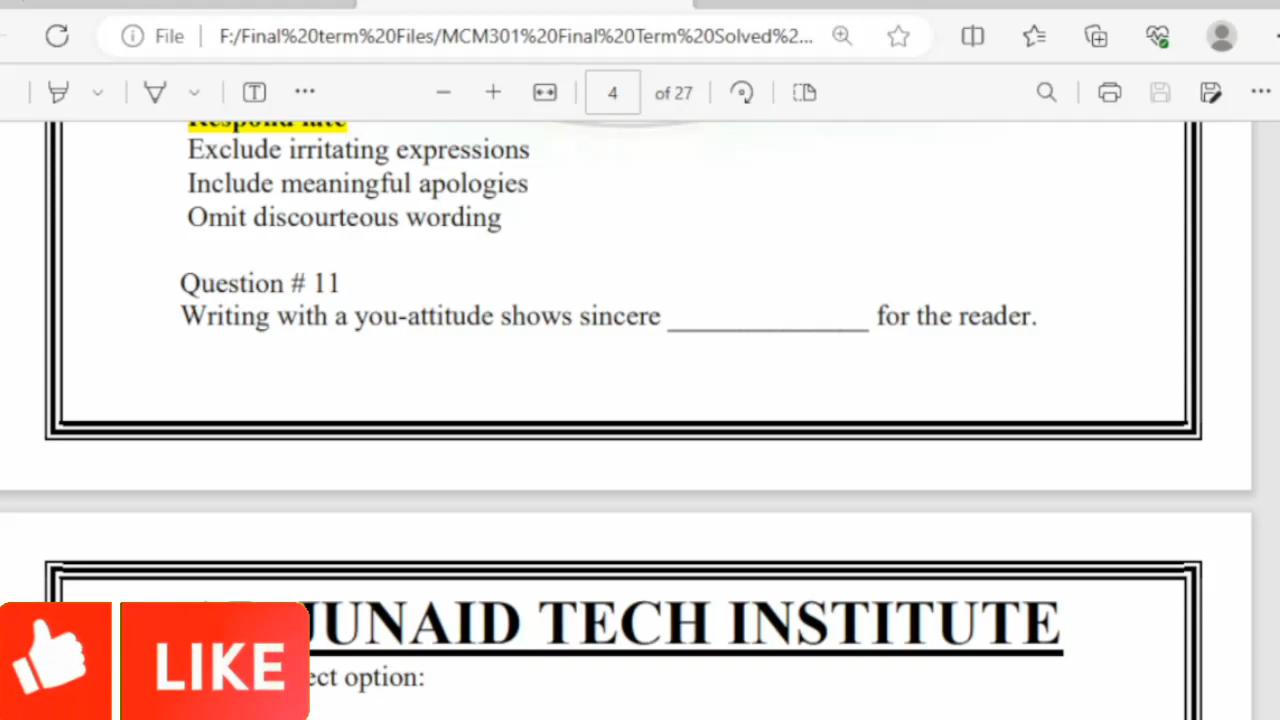 File F:/Final%20term%20Files/MCM301%20Final%20Term%20Solved%2...
4 of 27
Respond late
Exclude irritating expressions
Include meaningful apologies
Omit discourteous wording
Question # 11
Writing with a you-attitude shows sincere ______________ for the reader.
JUNAID TECH INSTITUTE
LIKE
ect option: